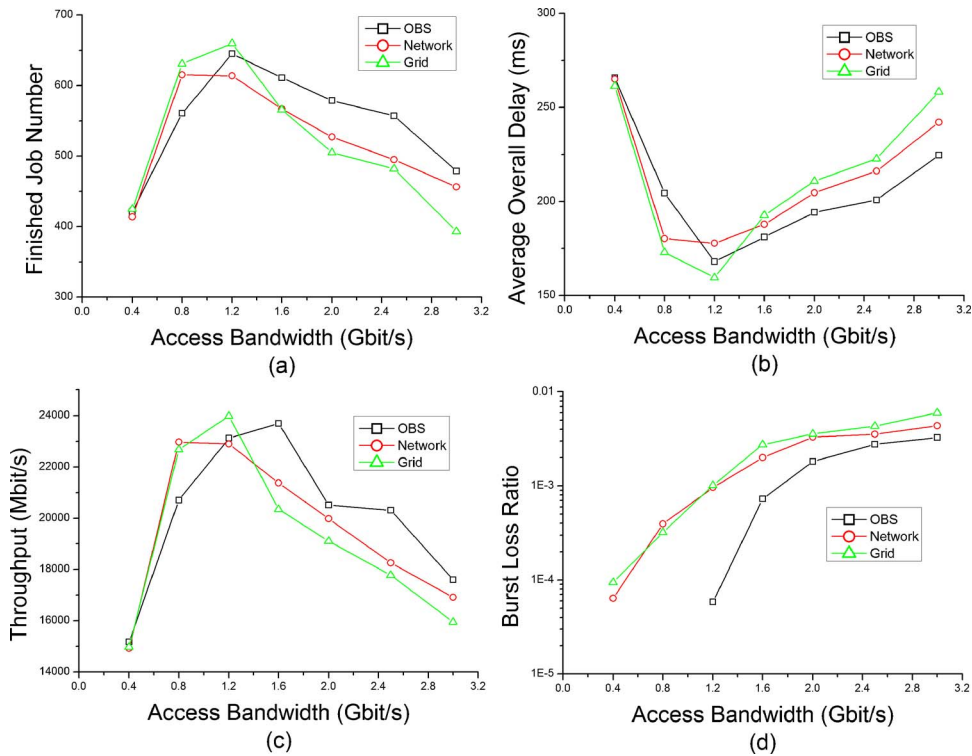 700
600
500
400
300
Finished Job Number
OBS
Network
Grid
0.0 0.4 0.8 1.2 1.6 2.0 2.4 2.8 3.2
Access Bandwidth (Gbit/s)
(a)
300
250
200
150
Average Overall Delay (ms)
OBS
Network
Grid
0.0 0.4 0.8 1.2 1.6 2.0 2.4 2.8 3.2
Access Bandwidth (Gbit/s)
(b)
24000
22000
20000
18000
16000
14000
Throughput (Mbit/s)
OBS
Network
Grid
0.0 0.4 0.8 1.2 1.6 2.0 2.4 2.8 3.2
Access Bandwidth (Gbit/s)
(c)
0.01
1E-3
1E-4
1E-5
Burst Loss Ratio
OBS
Network
Grid
0.0 0.4 0.8 1.2 1.6 2.0 2.4 2.8 3.2
Access Bandwidth (Gbit/s)
(d)